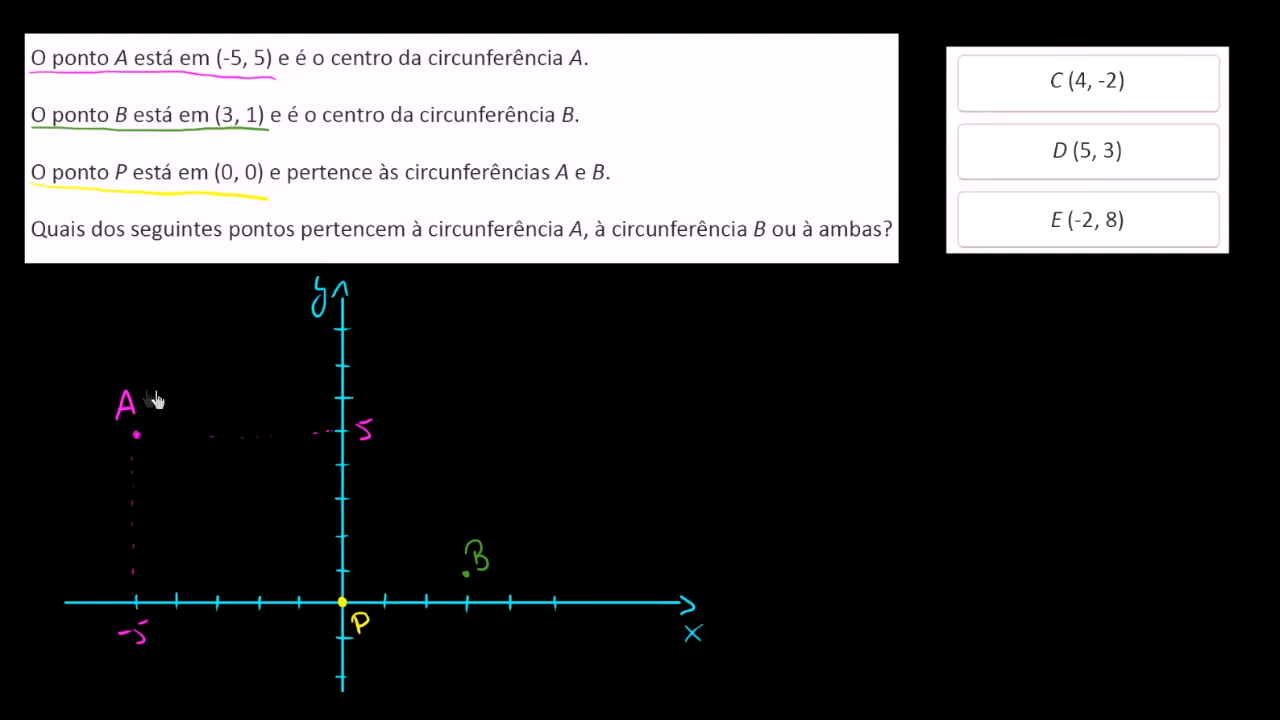 O ponto A está em (-5, 5) e é o centro da circunferência A.
O ponto B está em (3, 1) e é o centro da circunferência B.
O ponto P está em (0, 0) e pertence às circunferências A e B.
Quais dos seguintes pontos pertencem à circunferência A, à circunferência B ou à ambas?
C (4, -2)
D (5, 3)
E (-2, 8)
y
A
5
B
P
-5
x